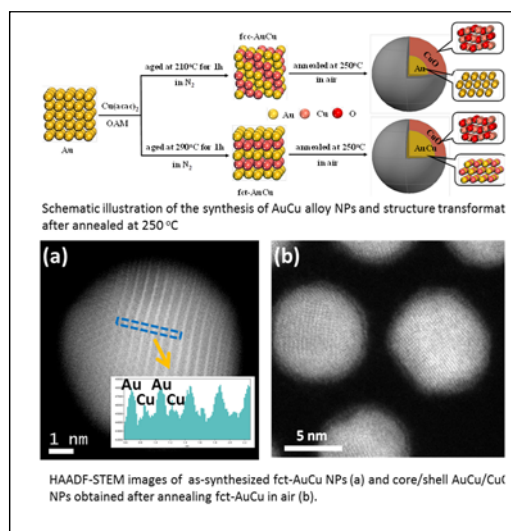 fcc-AuCu
aged at 210°C for 1h
in N2
annealed at 250°C
in air
CuO
Au
Cu(acac)2
OAM
Au
Au Cu O
aged at 290°C for 1h
in N2
fct-AuCu
annealed at 250°C
in air
CuO
AuCu
Schematic illustration of the synthesis of AuCu alloy NPs and structure transformat
after annealed at 250 °C
(a)
(b)
Au Au
Cu Cu
1 nm
5 nm
HAADF-STEM images of as-synthesized fct-AuCu NPs (a) and core/shell AuCu/Cu
NPs obtained after annealing fct-AuCu in air (b).